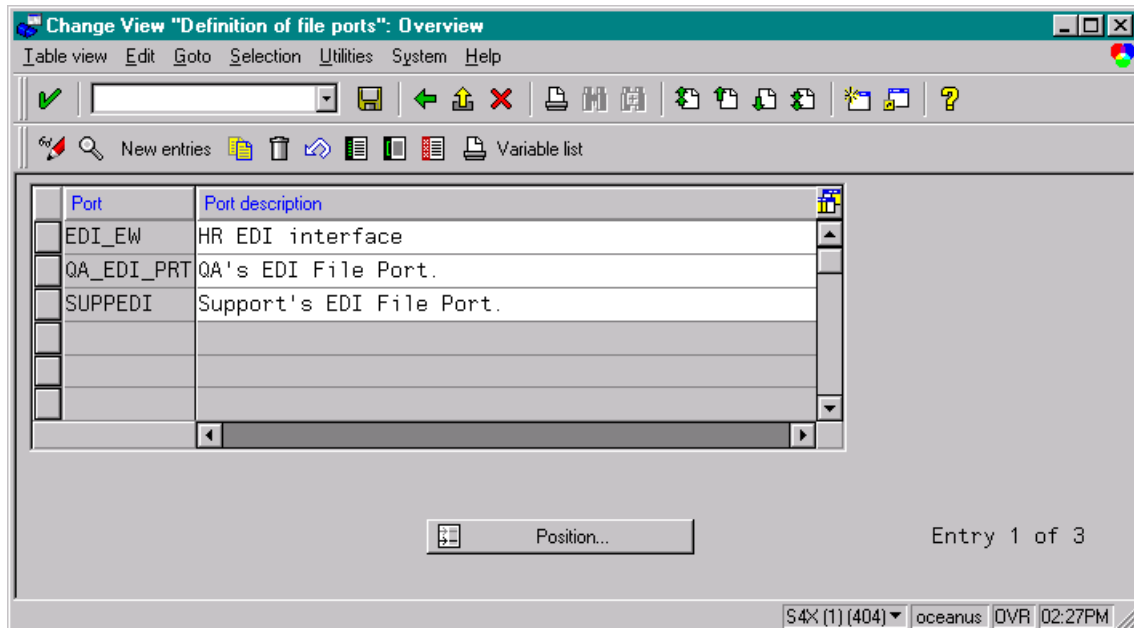 Change View "Definition of file ports": Overview
Table view Edit Goto Selection Utilities System Help
New entries Variable list
Port Port description
EDI_EW HR EDI interface
QA_EDI_PRT QA's EDI File Port.
SUPPEDI Support's EDI File Port.
Position...
Entry 1 of 3
S4X (1) (404) oceanus OVR 02:27PM